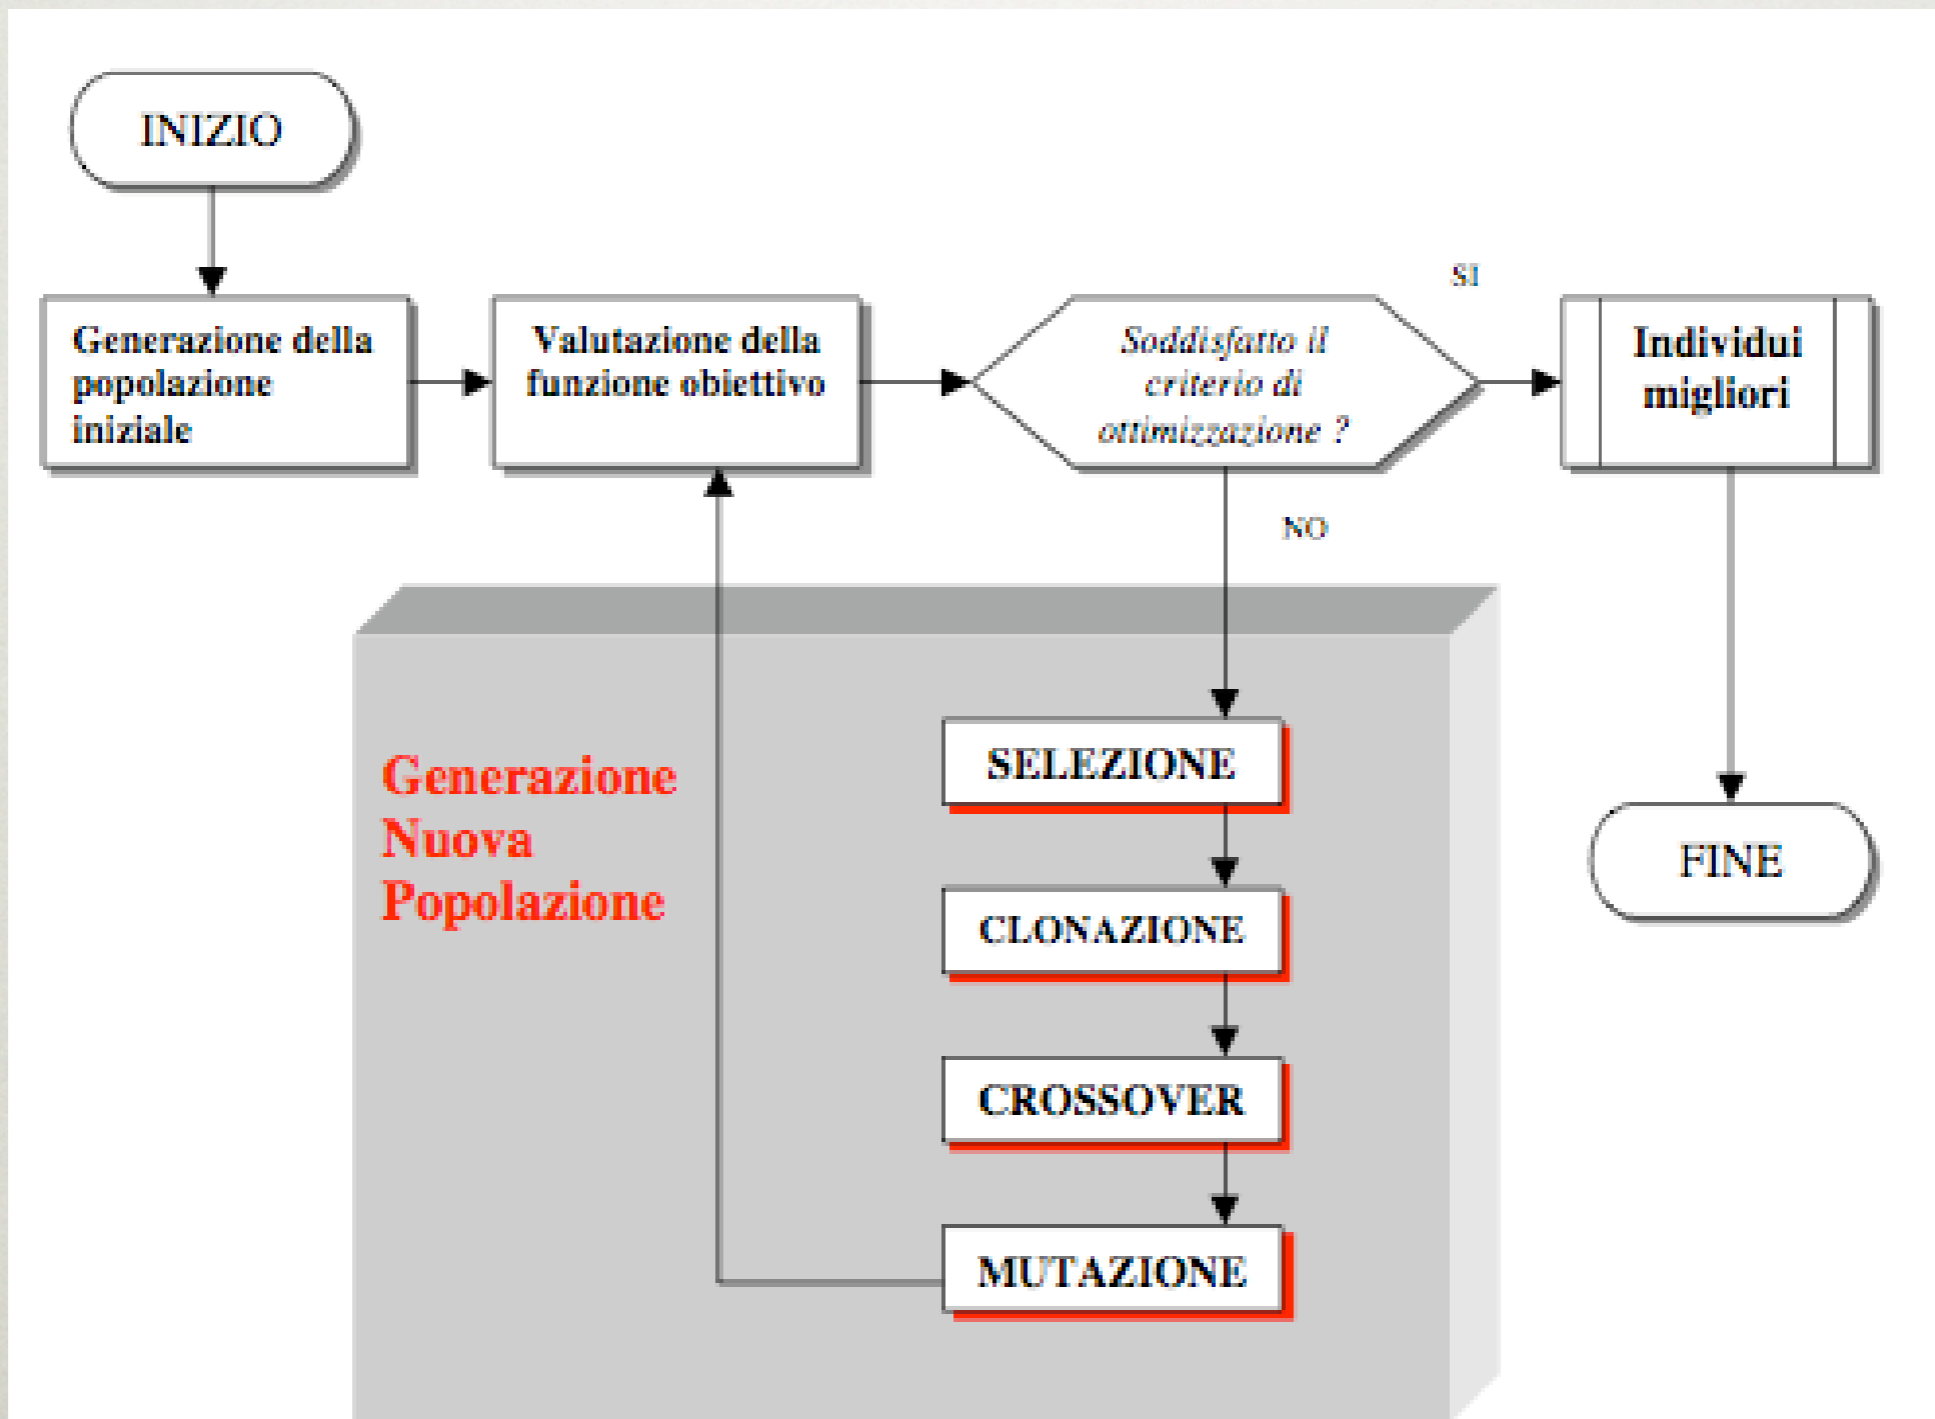 INIZIO
Generazione della
popolazione
iniziale
Valutazione della
funzione obiettivo
Soddisfatto il
criterio di
ottimizzazione ?
SI
Individui
migliori
NO
Generazione
Nuova
Popolazione
SELEZIONE
CLONAZIONE
CROSSOVER
MUTAZIONE
FINE